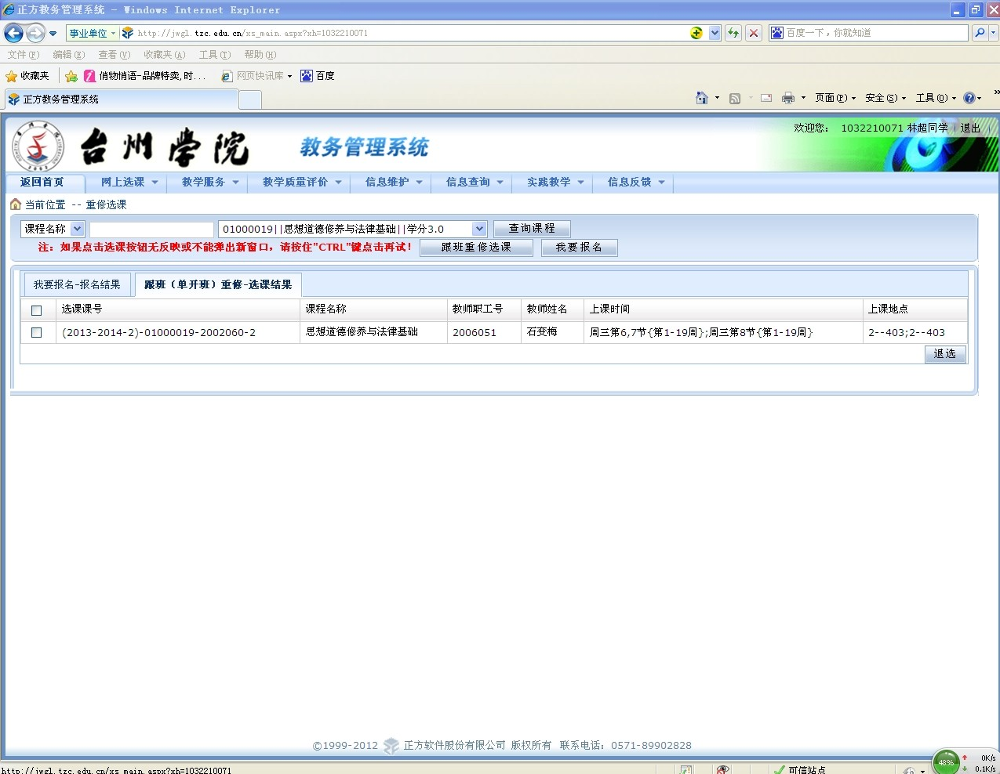 正方教务管理系统 - Windows Internet Explorer
事业单位 http://jwgl.tzc.edu.cn/xs_main.aspx?xh=1032210071 百度一下，你就知道
文件(F) 编辑(E) 查看(V) 收藏夹(A) 工具(T) 帮助(H)
收藏夹 俏物悄语-品牌特卖,时... 网页快讯库 百度
正方教务管理系统 页面(P) 安全(S) 工具(O)
台州学院 教务管理系统 欢迎您： 1032210071 林超同学 退出
返回首页 网上选课 教学服务 教学质量评价 信息维护 信息查询 实践教学 信息反馈
当前位置 -- 重修选课
课程名称 01000019||思想道德修养与法律基础||学分3.0 查询课程
注：如果点击选课按钮无反映或不能弹出新窗口，请按住"CTRL"键点击再试！ 跟班重修选课 我要报名
我要报名-报名结果 跟班（单开班）重修-选课结果
选课课号 课程名称 教师职工号 教师姓名 上课时间 上课地点
(2013-2014-2)-01000019-2002060-2 思想道德修养与法律基础 2006051 石变梅 周三第6,7节{第1-19周};周三第8节{第1-19周} 2--403;2--403
退选
©1999-2012 正方软件股份有限公司 版权所有 联系电话：0571-89902828
http://jwgl.tzc.edu.cn/xs_main.aspx?xh=1032210071 可信站点 48% 0K/s
0.1K/s